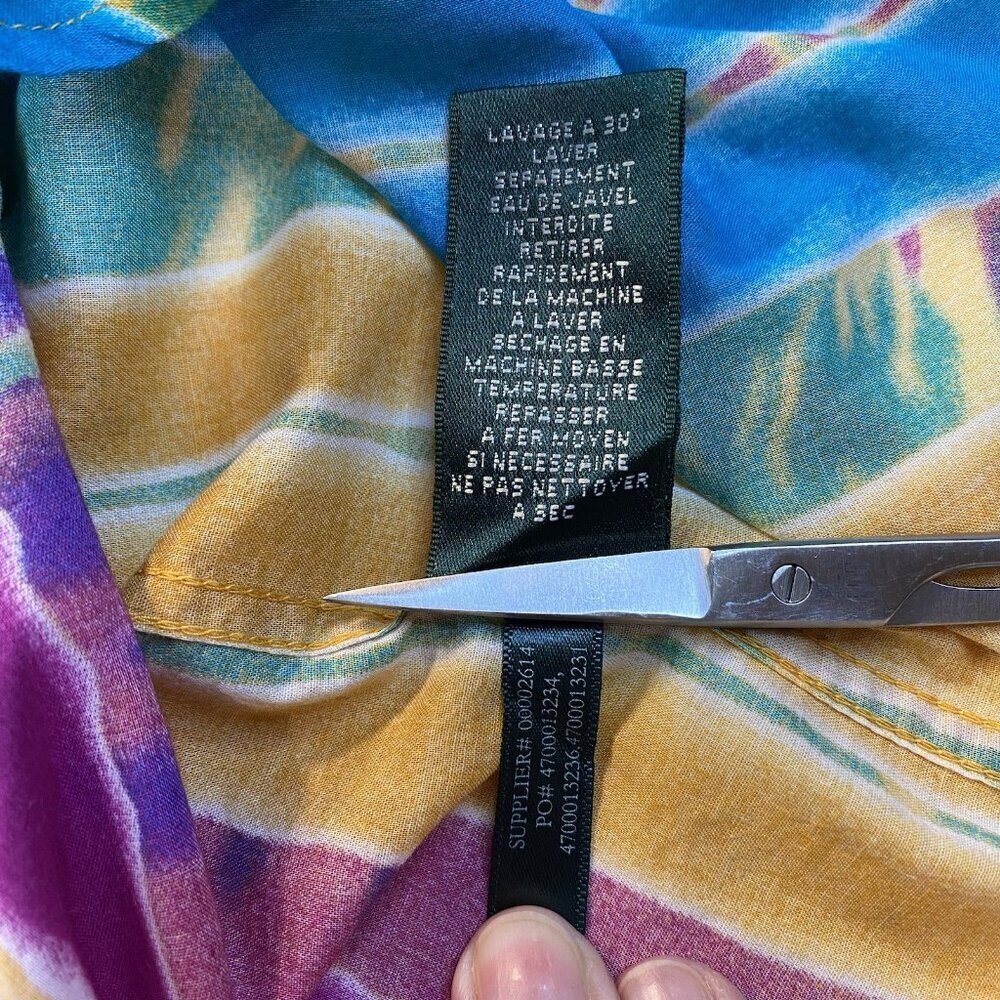 LAVAGE A 30°
LAVER
SEPAREMENT
EAU DE JAVEL
INTERDITE
RETIRER
RAPIDEMENT
DE LA MACHINE
A LAVER
SECHAGE EN
MACHINE BASSE
TEMPERATURE
REPASSER
A FER MOYEN
SI NECESSAIRE
NE PAS NETTOYER
A SEC
SUPPLIER# 00002614
PO# 4700013234,
4700013236,4700013231